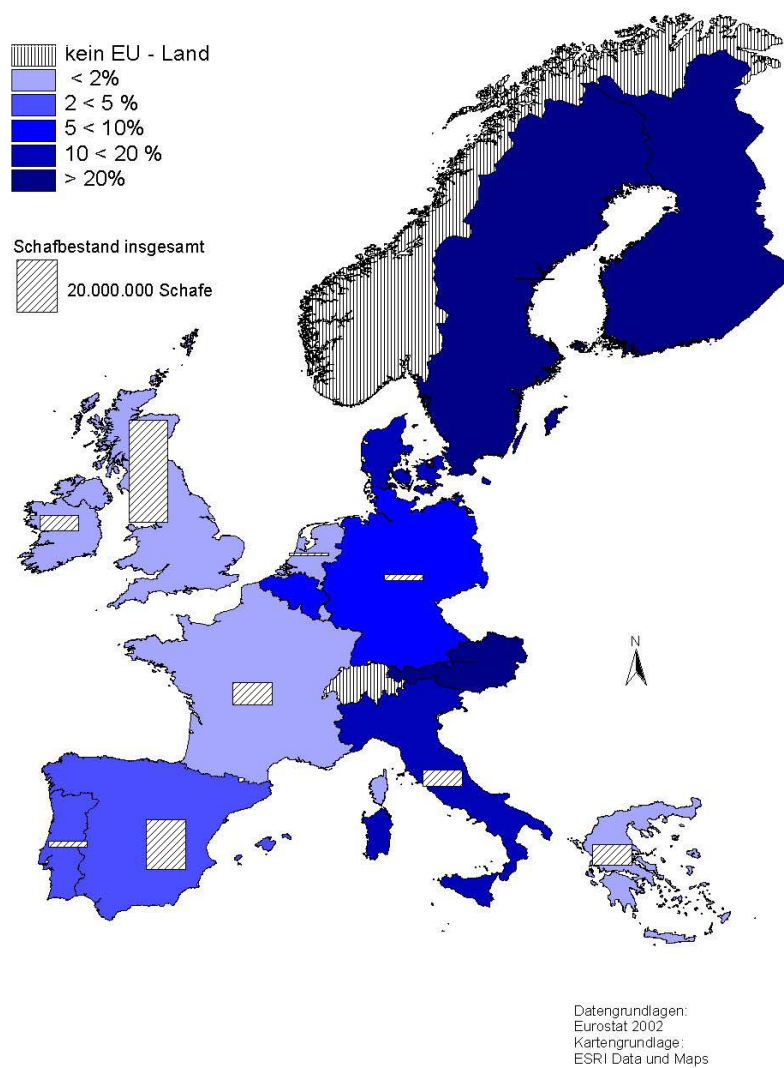 kein EU - Land
< 2%
2 < 5 %
5 < 10%
10 < 20 %
> 20%
Schafbestand insgesamt
20.000.000 Schafe
N
Datengrundlagen:
Eurostat 2002
Kartengrundlage:
ESRI Data und Maps